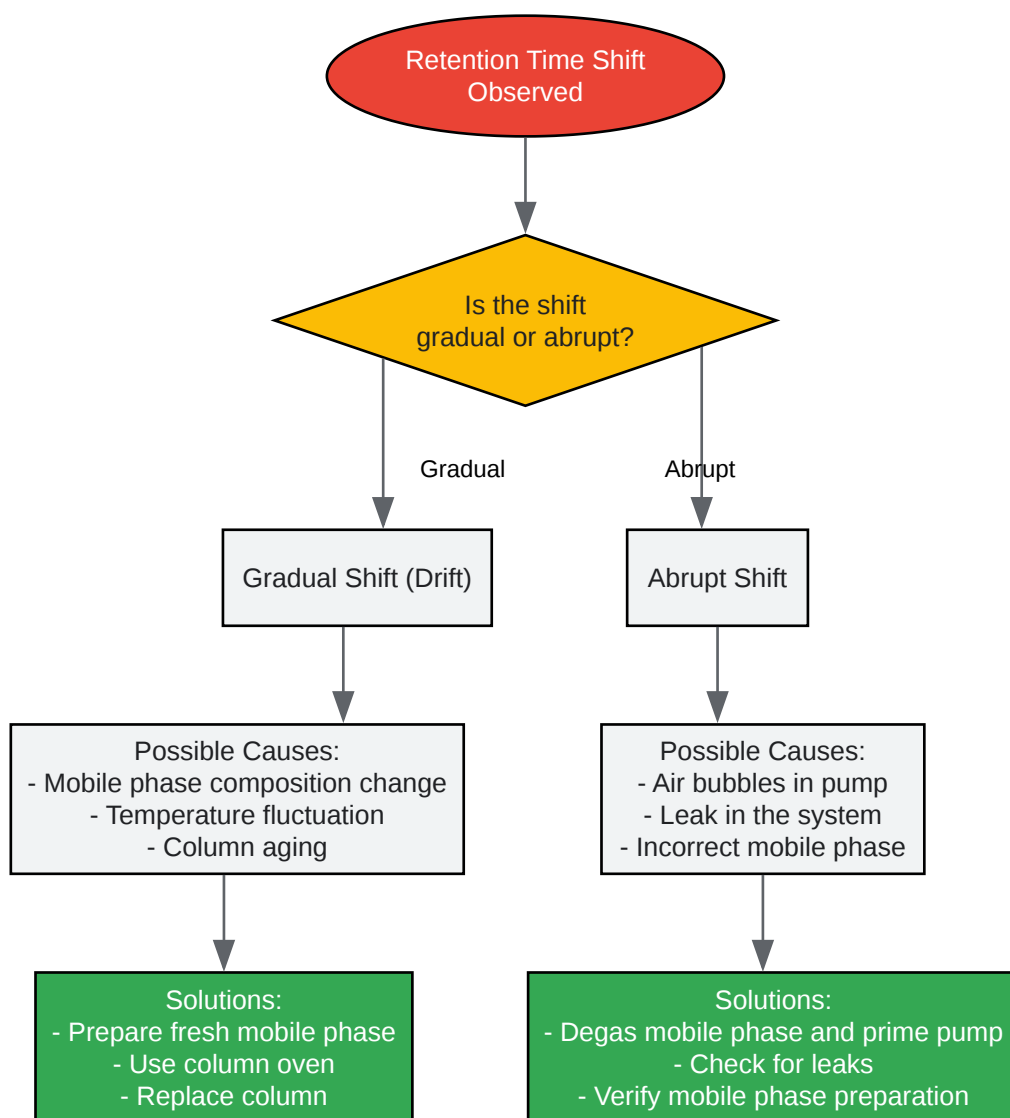 Retention Time Shift
Observed
Is the shift
gradual or abrupt?
Gradual
Abrupt
Gradual Shift (Drift)
Abrupt Shift
Possible Causes:
- Mobile phase composition change
- Temperature fluctuation
- Column aging
Possible Causes:
- Air bubbles in pump
- Leak in the system
- Incorrect mobile phase
Solutions:
- Prepare fresh mobile phase
- Use column oven
- Replace column
Solutions:
- Degas mobile phase and prime pump
- Check for leaks
- Verify mobile phase preparation